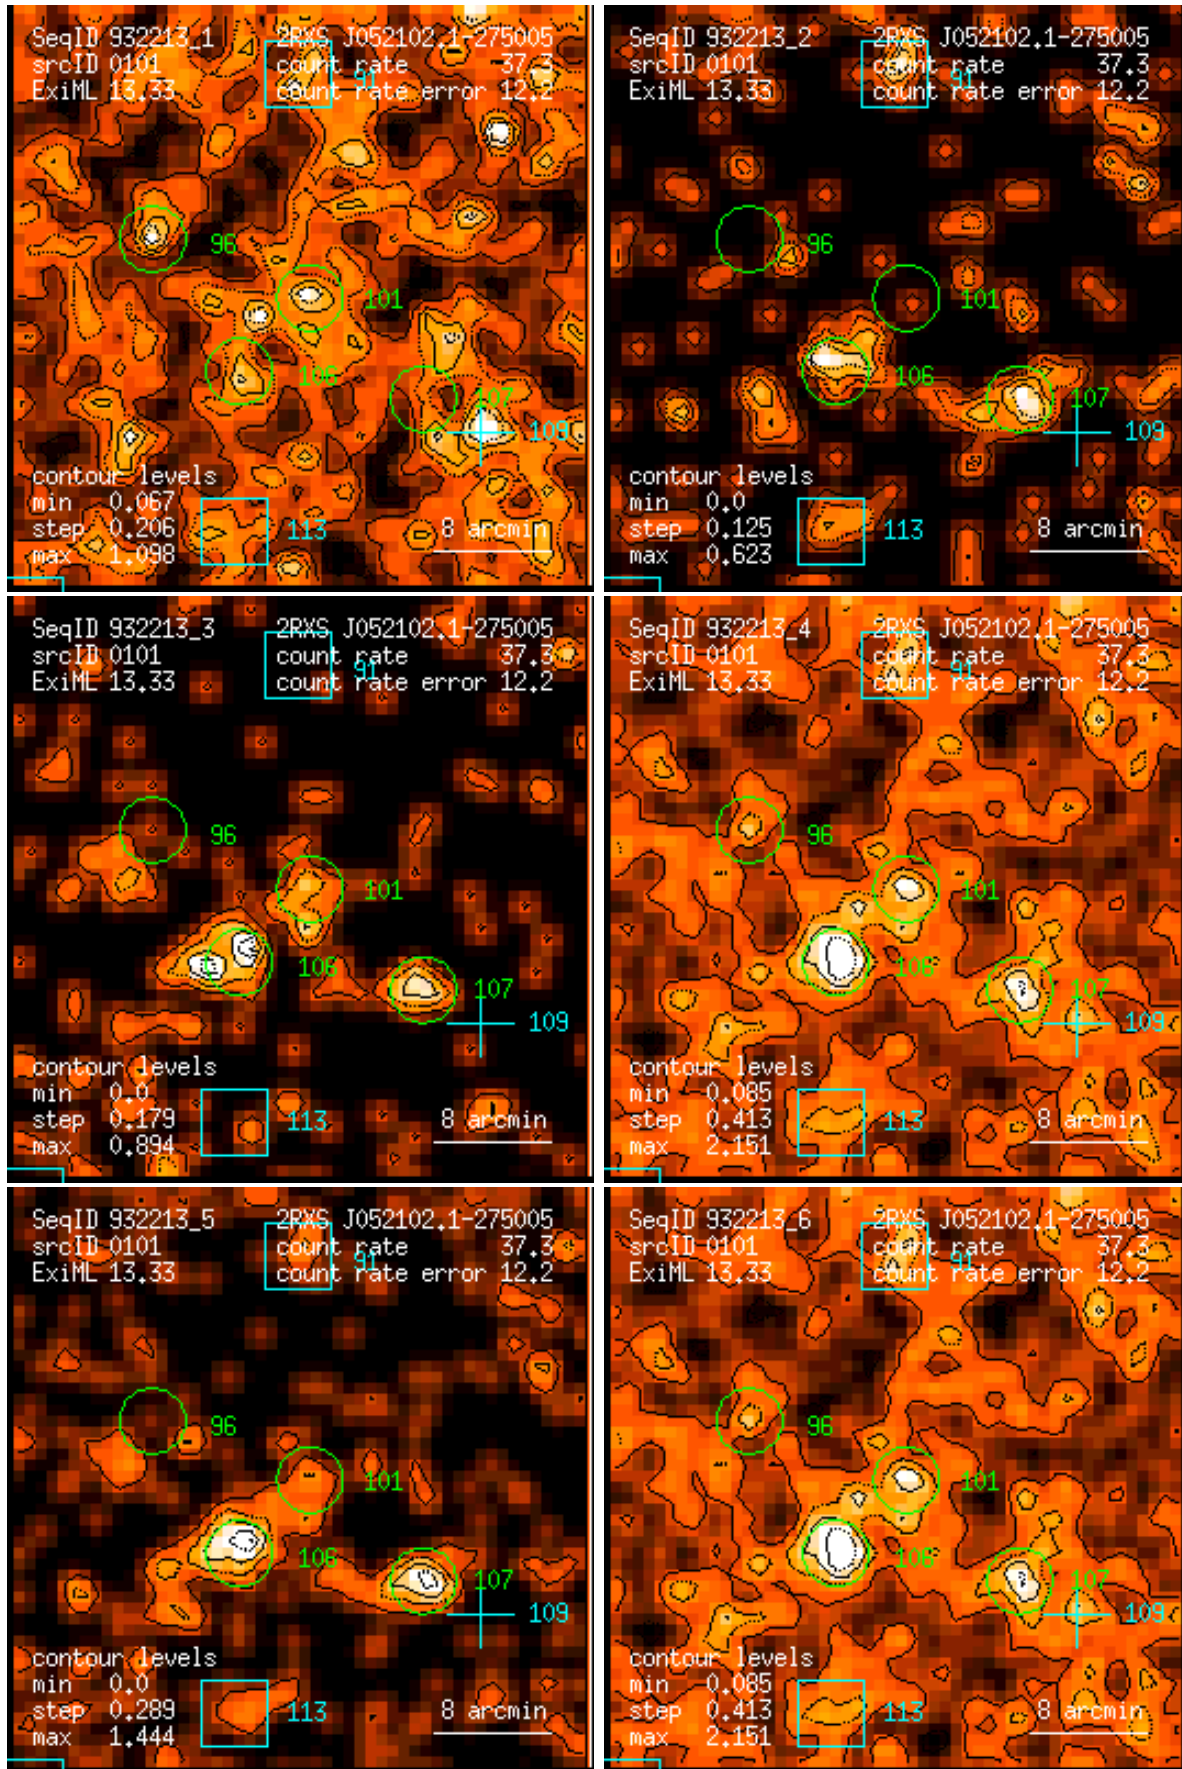 SeqID 932213_1 2RXS J052102.1-275005
srcID 0101 count rate 37.3
ExiML 13.33 count rate error 12.2
91
96
101
106
107
109
contour levels
min 0.067
step 0.206
max 1.098
113
8 arcmin
SeqID 932213_2 2RXS J052102.1-275005
srcID 0101 count rate 37.3
ExiML 13.33 count rate error 12.2
91
96
101
106
107
109
contour levels
min 0.0
step 0.125
max 0.623
113
8 arcmin
SeqID 932213_3 2RXS J052102.1-275005
srcID 0101 count rate 37.3
ExiML 13.33 count rate error 12.2
91
96
101
106
107
109
contour levels
min 0.0
step 0.179
max 0.894
113
8 arcmin
SeqID 932213_4 2RXS J052102.1-275005
srcID 0101 count rate 37.3
ExiML 13.33 count rate error 12.2
91
96
101
106
107
109
contour levels
min 0.085
step 0.413
max 2.151
113
8 arcmin
SeqID 932213_5 2RXS J052102.1-275005
srcID 0101 count rate 37.3
ExiML 13.33 count rate error 12.2
91
96
101
106
107
109
contour levels
min 0.0
step 0.289
max 1.444
113
8 arcmin
SeqID 932213_6 2RXS J052102.1-275005
srcID 0101 count rate 37.3
ExiML 13.33 count rate error 12.2
91
96
101
106
107
109
contour levels
min 0.085
step 0.413
max 2.151
113
8 arcmin